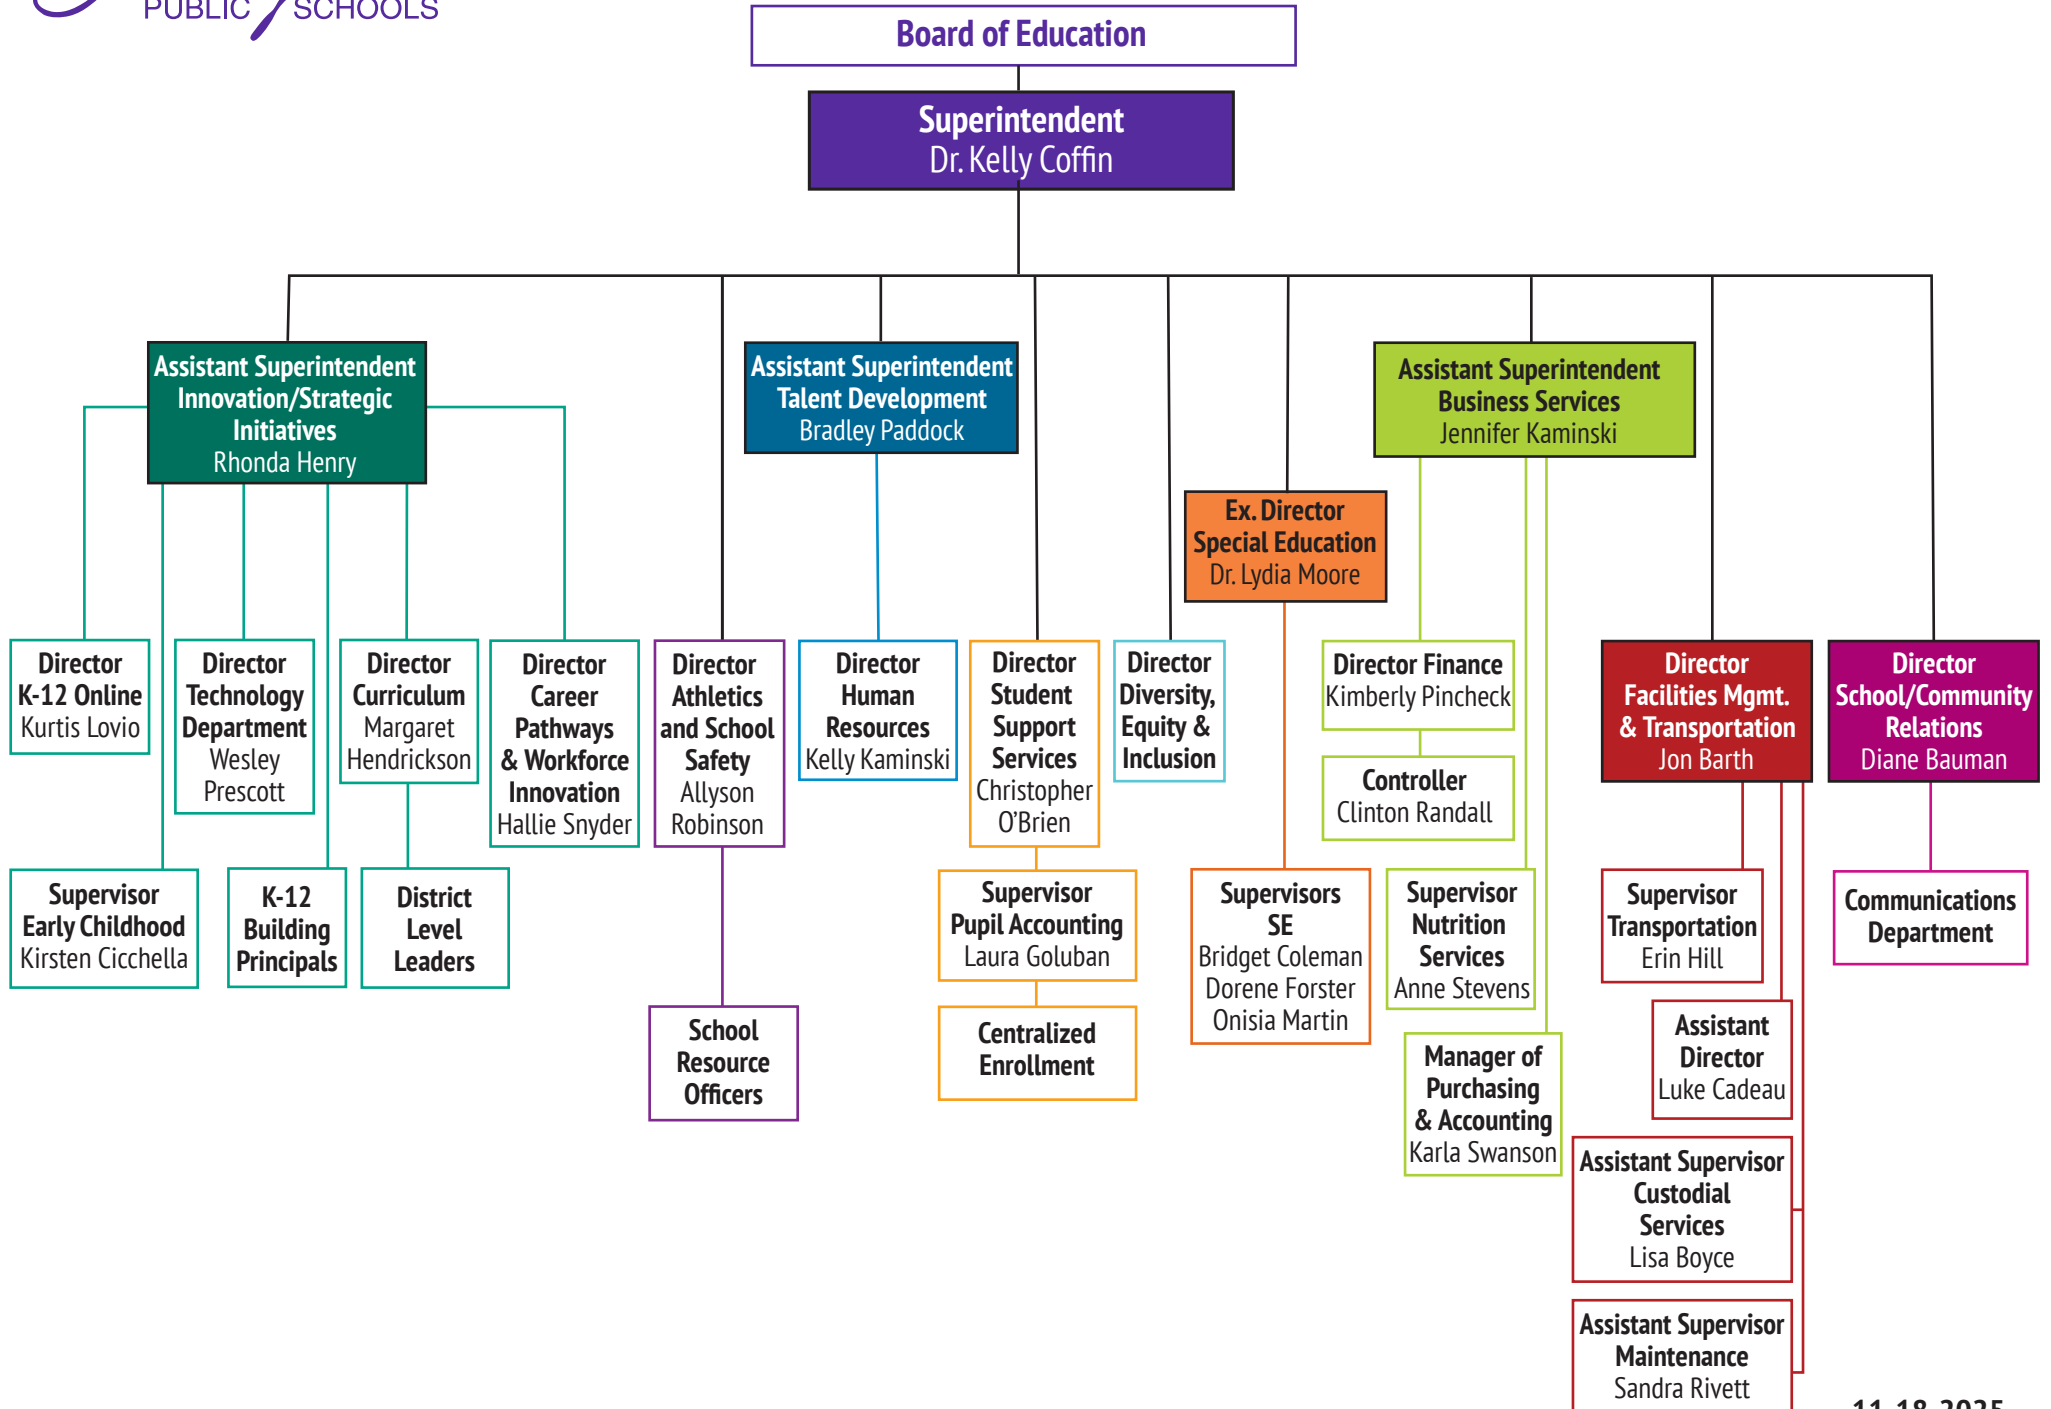 PUBLIC SCHOOLS
Board of Education
Superintendent
Dr. Kelly Coffin
Assistant Superintendent
Innovation/Strategic
Initiatives
Rhonda Henry
Assistant Superintendent
Talent Development
Bradley Paddock
Assistant Superintendent
Business Services
Jennifer Kaminski
Ex. Director
Special Education
Dr. Lydia Moore
Director
K-12 Online
Kurtis Lovio
Director
Technology
Department
Wesley
Prescott
Director
Curriculum
Margaret
Hendrickson
Director
Career
Pathways
& Workforce
Innovation
Hallie Snyder
Director
Athletics
and School
Safety
Allyson
Robinson
Director
Human
Resources
Kelly Kaminski
Director
Student
Support
Services
Christopher
O'Brien
Director
Diversity,
Equity &
Inclusion
Director Finance
Kimberly Pincheck
Controller
Clinton Randall
Director
Facilities Mgmt.
& Transportation
Jon Barth
Director
School/Community
Relations
Diane Bauman
Supervisor
Early Childhood
Kirsten Cicchella
K-12
Building
Principals
District
Level
Leaders
Supervisor
Pupil Accounting
Laura Goluban
Supervisors
SE
Bridget Coleman
Dorene Forster
Onisia Martin
Supervisor
Nutrition
Services
Anne Stevens
Supervisor
Transportation
Erin Hill
Communications
Department
School
Resource
Officers
Centralized
Enrollment
Manager of
Purchasing
& Accounting
Karla Swanson
Assistant
Director
Luke Cadeau
Assistant Supervisor
Custodial
Services
Lisa Boyce
Assistant Supervisor
Maintenance
Sandra Rivett
11-18-2025